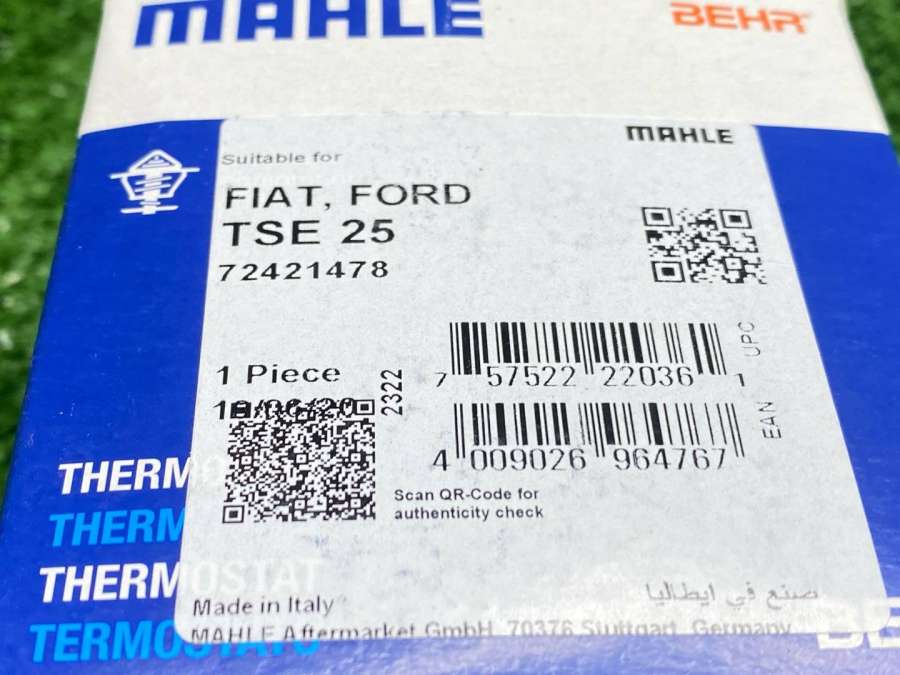 MAHLE
BEHR
MAHLE
Suitable for
FIAT, FORD
TSE 25
72421478
1 Piece
2322
7 57522 22036 1
UPC
4 009026 964767
EAN
Scan QR-Code for
authenticity check
THERMO
THERM
THERMOSTAT
TERMOSTATO
Made in Italy
صنع في ايطاليا
MAHLE Aftermarket GmbH, 70376 Stuttgart, Germany
BE